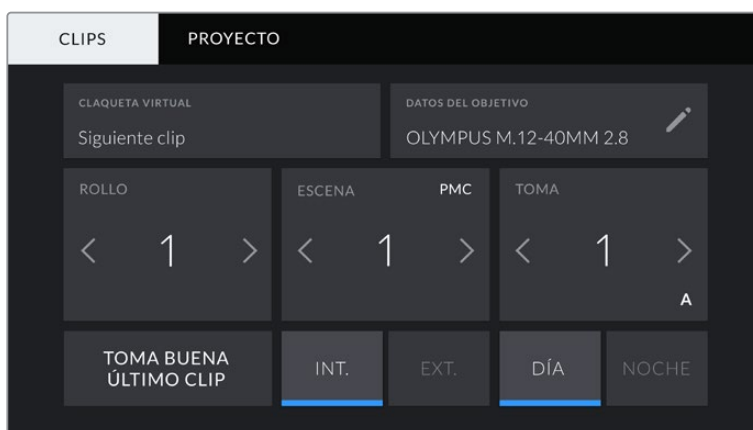 CLIPS PROYECTO
CLAQUETA VIRTUAL DATOS DEL OBJETIVO
Siguiente clip OLYMPUS M.12-40MM 2.8
ROLLO ESCENA PMC TOMA
1 1 1
A
TOMA BUENA
ÚLTIMO CLIP INT. EXT. DÍA NOCHE